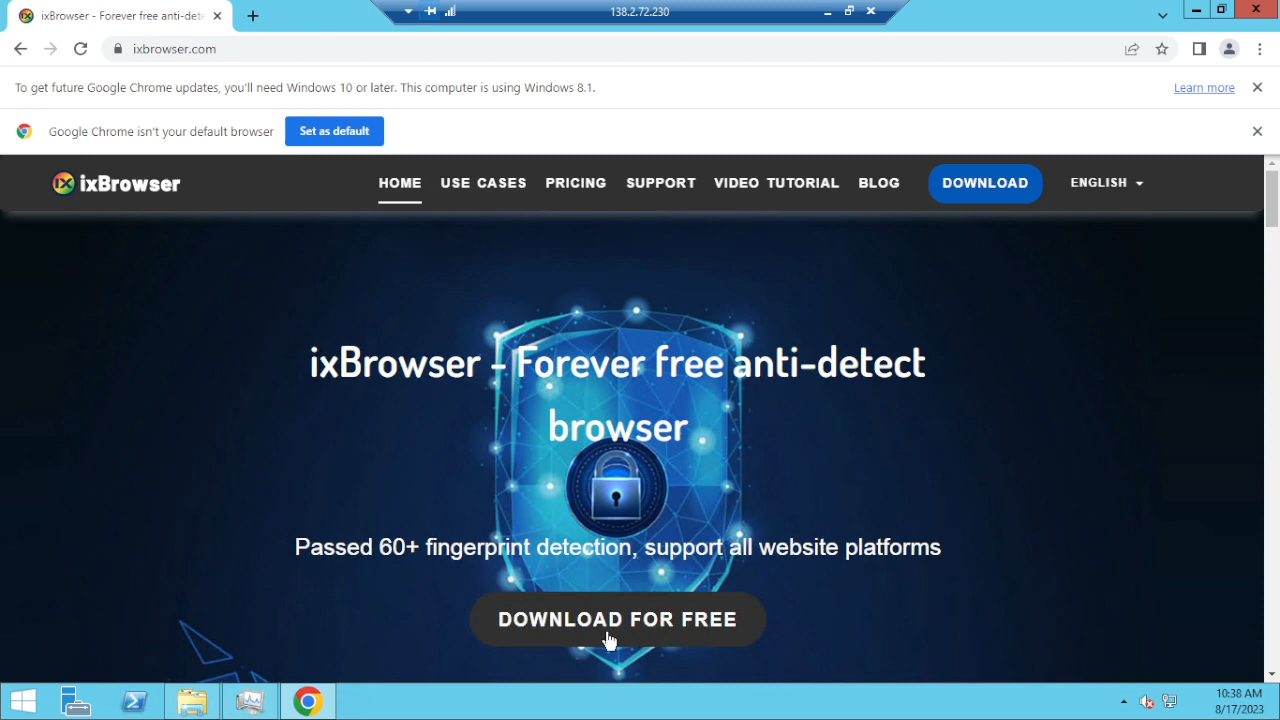 ixBrowser - Forever free anti-dete
138.2.72.230
ixbrowser.com
To get future Google Chrome updates, you'll need Windows 10 or later. This computer is using Windows 8.1.
Learn more
Google Chrome isn't your default browser
Set as default
IX ixBrowser
HOME USE CASES PRICING SUPPORT VIDEO TUTORIAL BLOG DOWNLOAD ENGLISH
ixBrowser - Forever free anti-detect
browser
Passed 60+ fingerprint detection, support all website platforms
DOWNLOAD FOR FREE
10:38 AM
8/17/2023